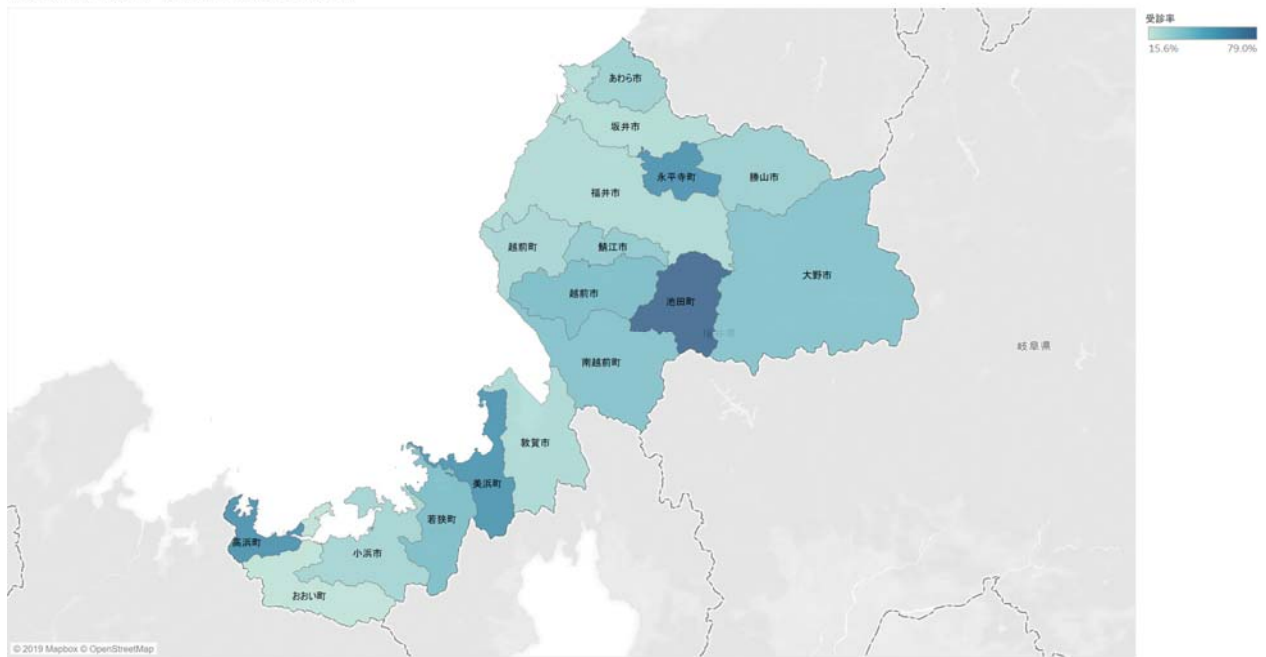 受診率
15.6% 79.0%
あわら市
坂井市
永平寺町
勝山市
福井市
越前町
鯖江市
大野市
越前市
池田町
南越前町
岐阜県
敦賀市
美浜町
若狭町
高浜町
小浜市
おおい町
© 2019 Mapbox © OpenStreetMap